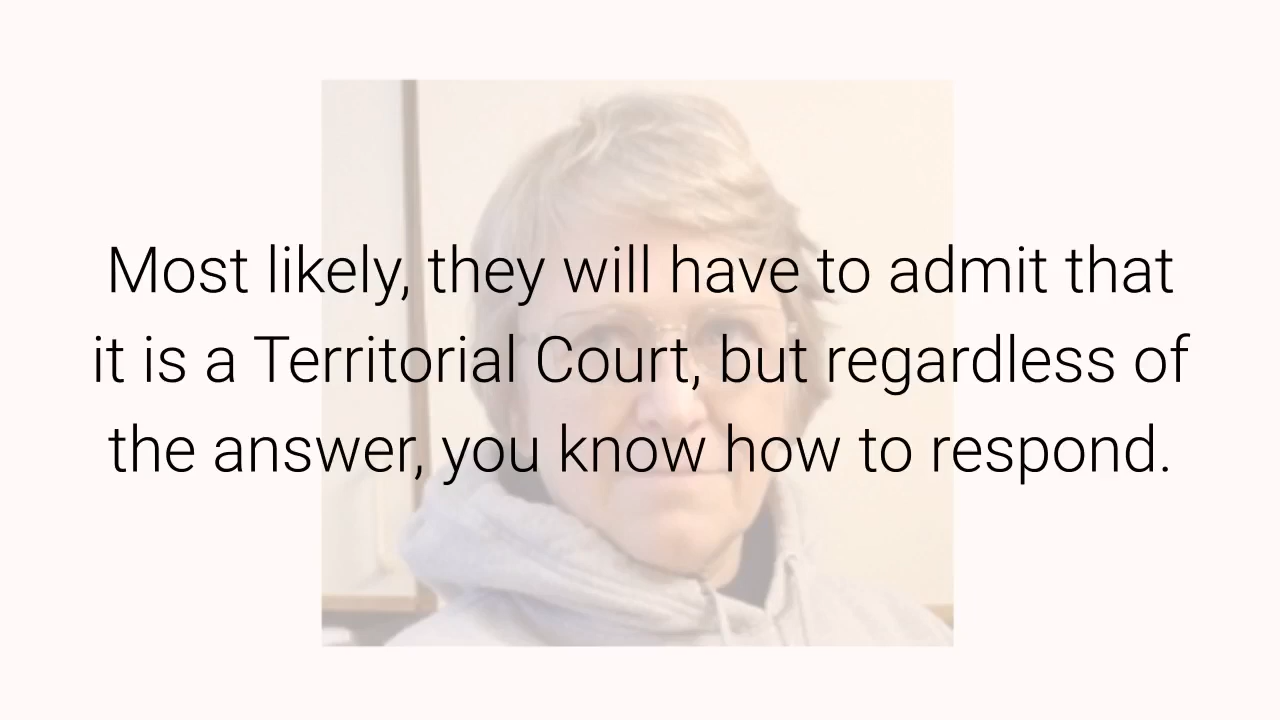 Most likely, they will have to admit that
it is a Territorial Court, but regardless of
the answer, you know how to respond.